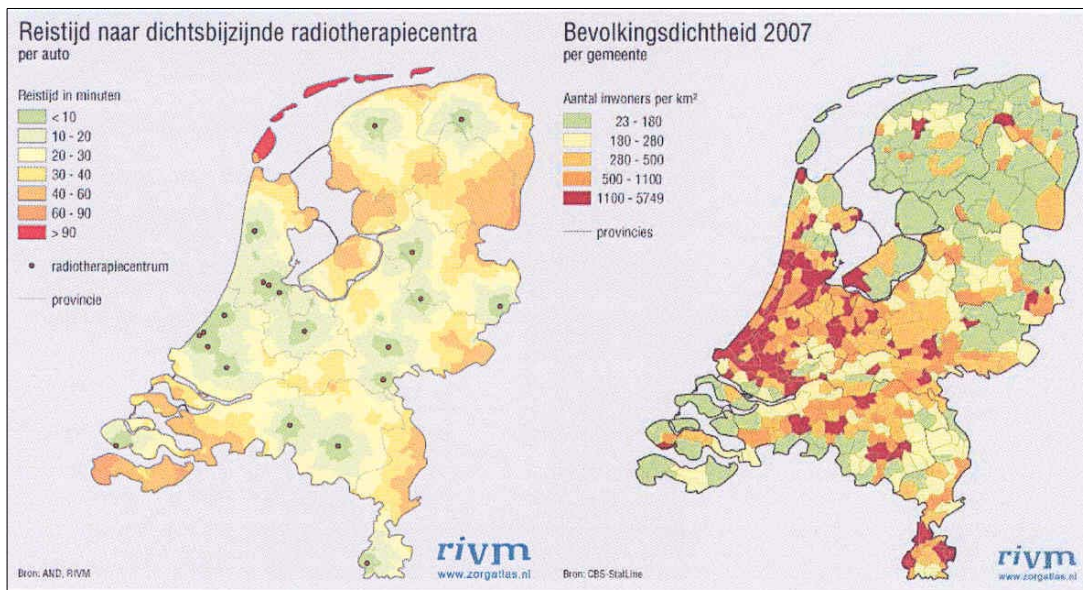 Reistijd naar dichtsbijzijnde radiotherapiecentra
per auto
Reistijd in minuten
< 10
10 - 20
20 - 30
30 - 40
40 - 60
60 - 90
> 90
radiotherapiecentrum
provincie
Bron: AND, RIVM
rivm
www.zorgatlas.nl
Bevolkingsdichtheid 2007
per gemeente
Aantal inwoners per km²
23 - 180
180 - 280
280 - 500
500 - 1100
1100 - 5749
provincies
Bron: CBS-StatLine
rivm
www.zorgatlas.nl